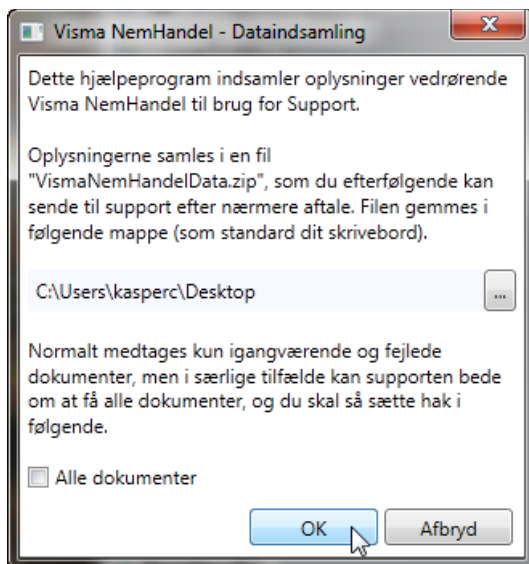 Visma NemHandel - Dataindsamling
Dette hjælpeprogram indsamler oplysninger vedrørende
Visma NemHandel til brug for Support.
Oplysningerne samles i en fil
"VismaNemHandelData.zip", som du efterfølgende kan
sende til support efter nærmere aftale. Filen gemmes i
følgende mappe (som standard dit skrivebord).
C:\Users\kasperc\Desktop
...
Normalt medtages kun igangværende og fejlede
dokumenter, men i særlige tilfælde kan supporten bede
om at få alle dokumenter, og du skal så sætte hak i
følgende.
Alle dokumenter
OK
Afbryd